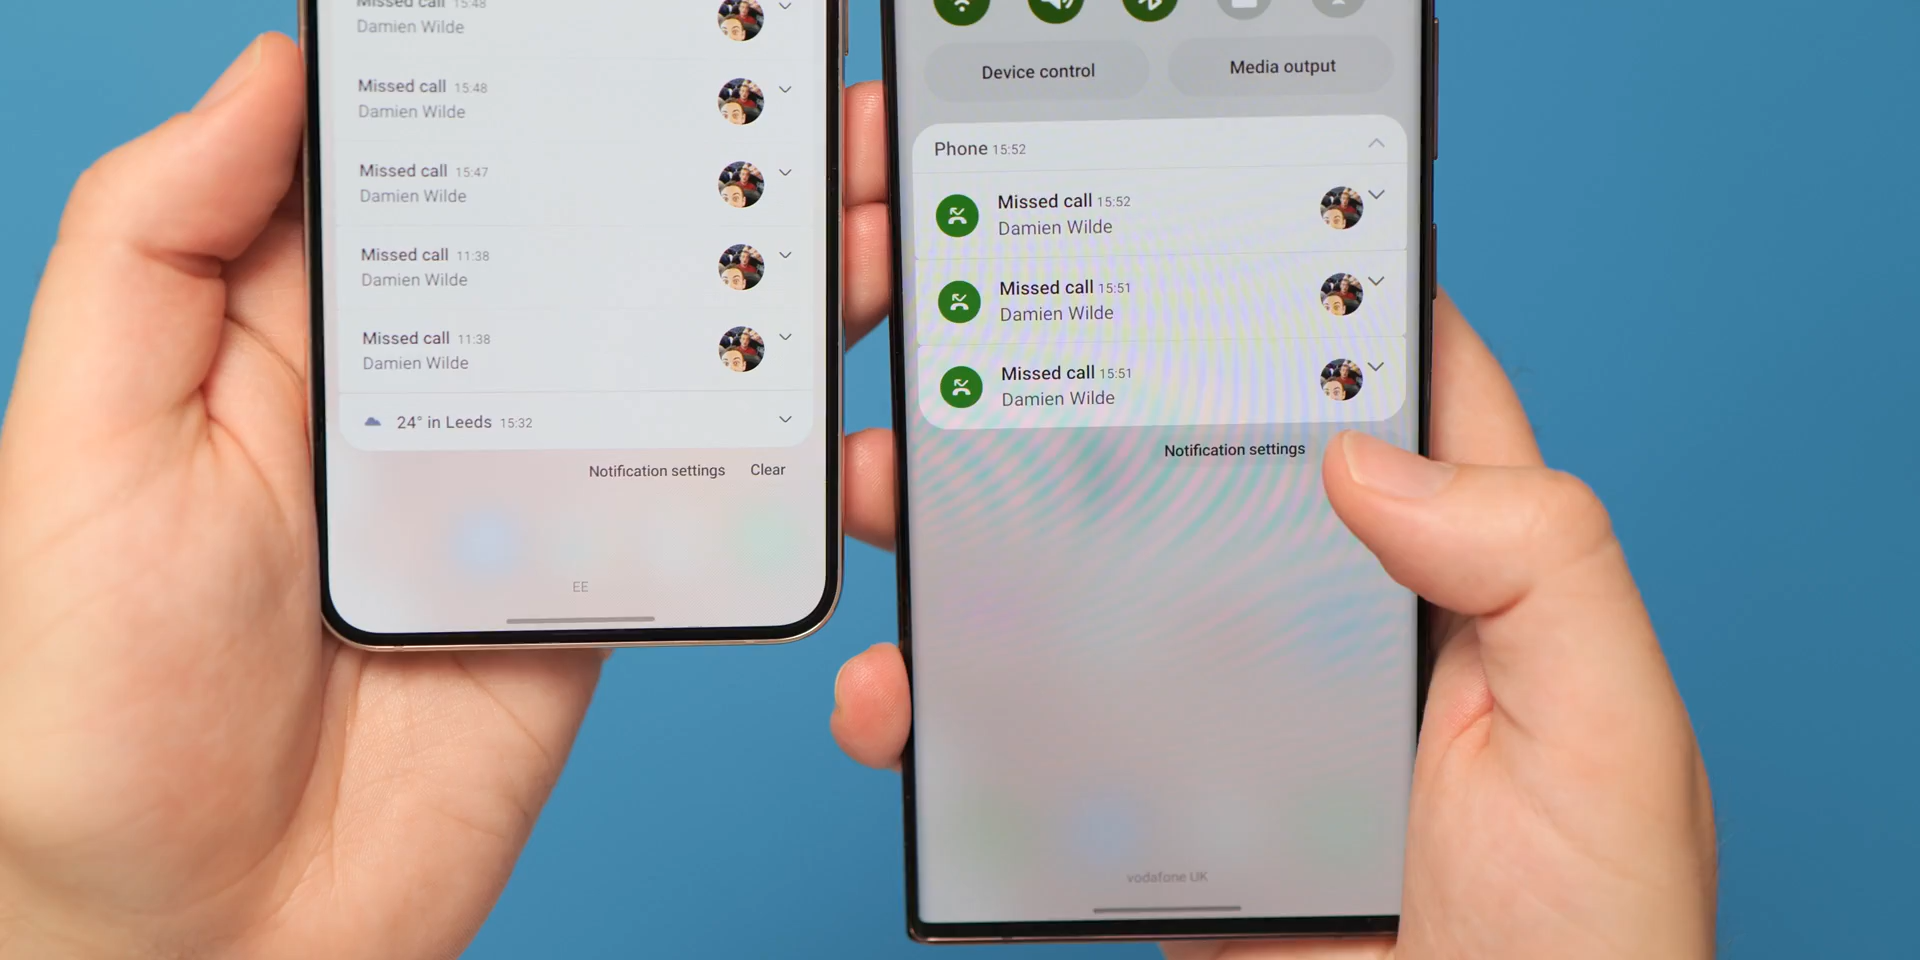 Missed call 15:48
Damien Wilde
Missed call 15:48
Damien Wilde
Missed call 15:47
Damien Wilde
Missed call 11:38
Damien Wilde
Missed call 11:38
Damien Wilde
24° in Leeds 15:32
Notification settings Clear
EE
Device control Media output
Phone 15:52
Missed call 15:52
Damien Wilde
Missed call 15:51
Damien Wilde
Missed call 15:51
Damien Wilde
Notification settings
vodafone UK